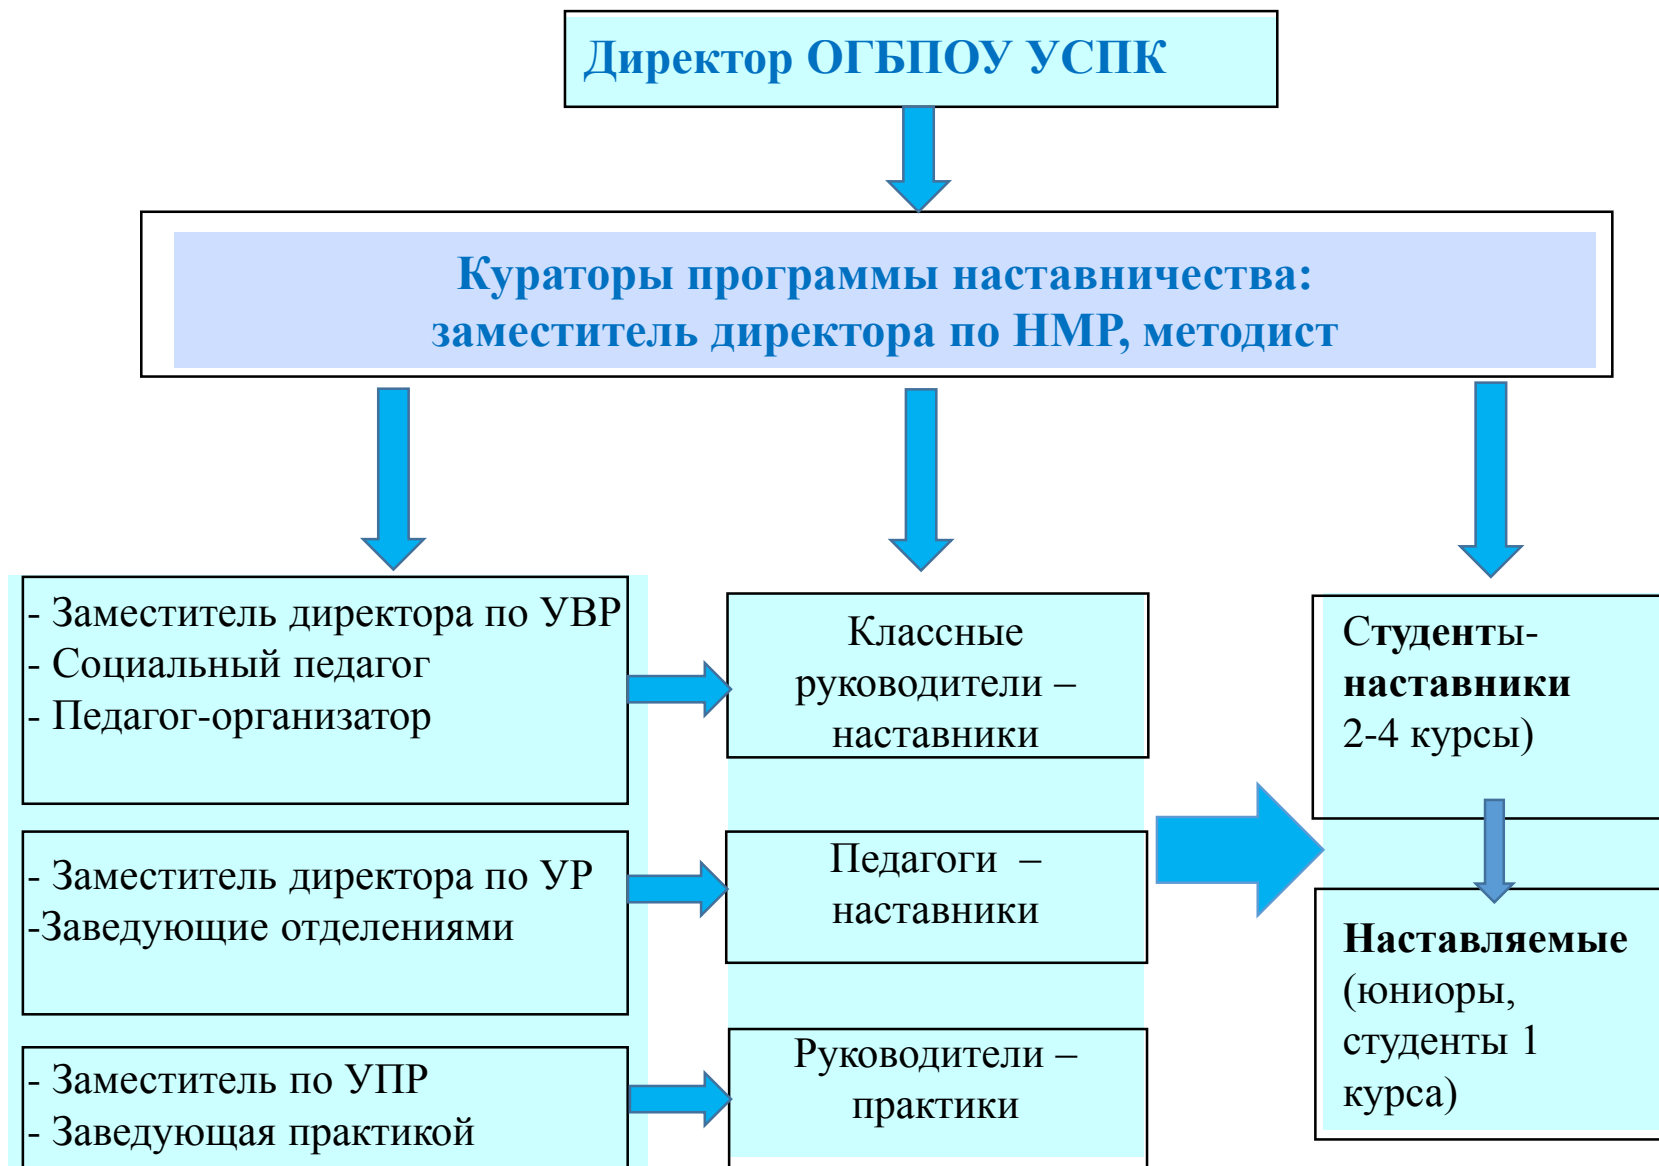 Директор ОГБПОУ УСПК
Кураторы программы наставничества:
заместитель директора по НМР, методист
- Заместитель директора по УВР
- Социальный педагог
- Педагог-организатор
Классные
руководители –
наставники
Студенты-
наставники
2-4 курсы)
- Заместитель директора по УР
-Заведующие отделениями
Педагоги –
наставники
Наставляемые
(юниоры,
студенты 1
курса)
- Заместитель по УПР
- Заведующая практикой
Руководители –
практики